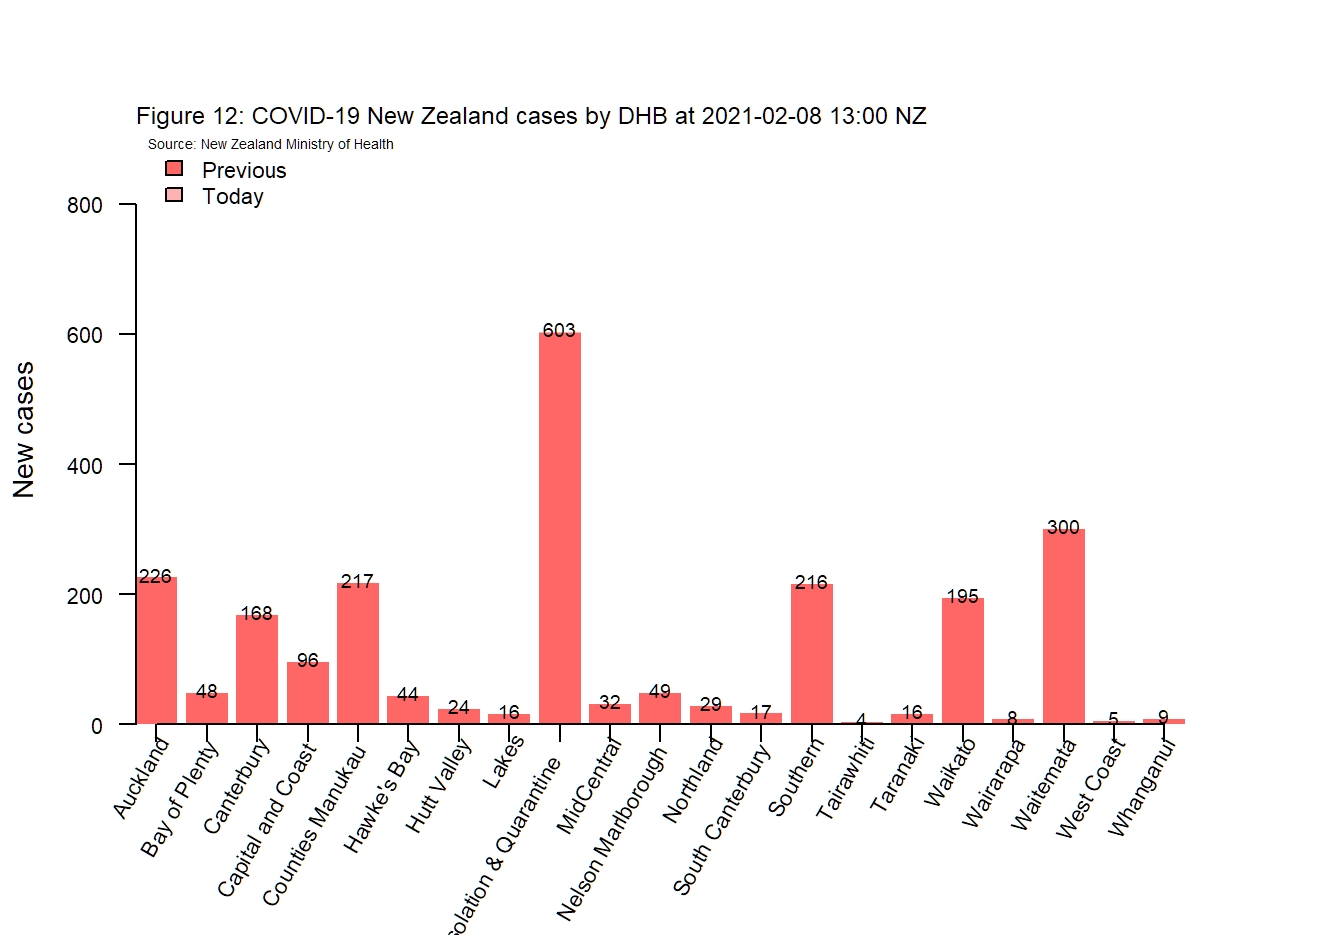 Figure 12: COVID-19 New Zealand cases by DHB at 2021-02-08 13:00 NZ
Source: New Zealand Ministry of Health
Previous
Today
New cases
800
600
400
200
0
226
48
168
96
217
44
24
16
603
32
49
29
17
216
4
16
195
8
300
5
9
Auckland
Bay of Plenty
Canterbury
Capital and Coast
Counties Manukau
Hawke's Bay
Hutt Valley
Lakes
solation & Quarantine
MidCentral
Nelson Marlborough
Northland
South Canterbury
Southern
Tairawhiti
Taranaki
Waikato
Wairarapa
Waitemata
West Coast
Whanganui